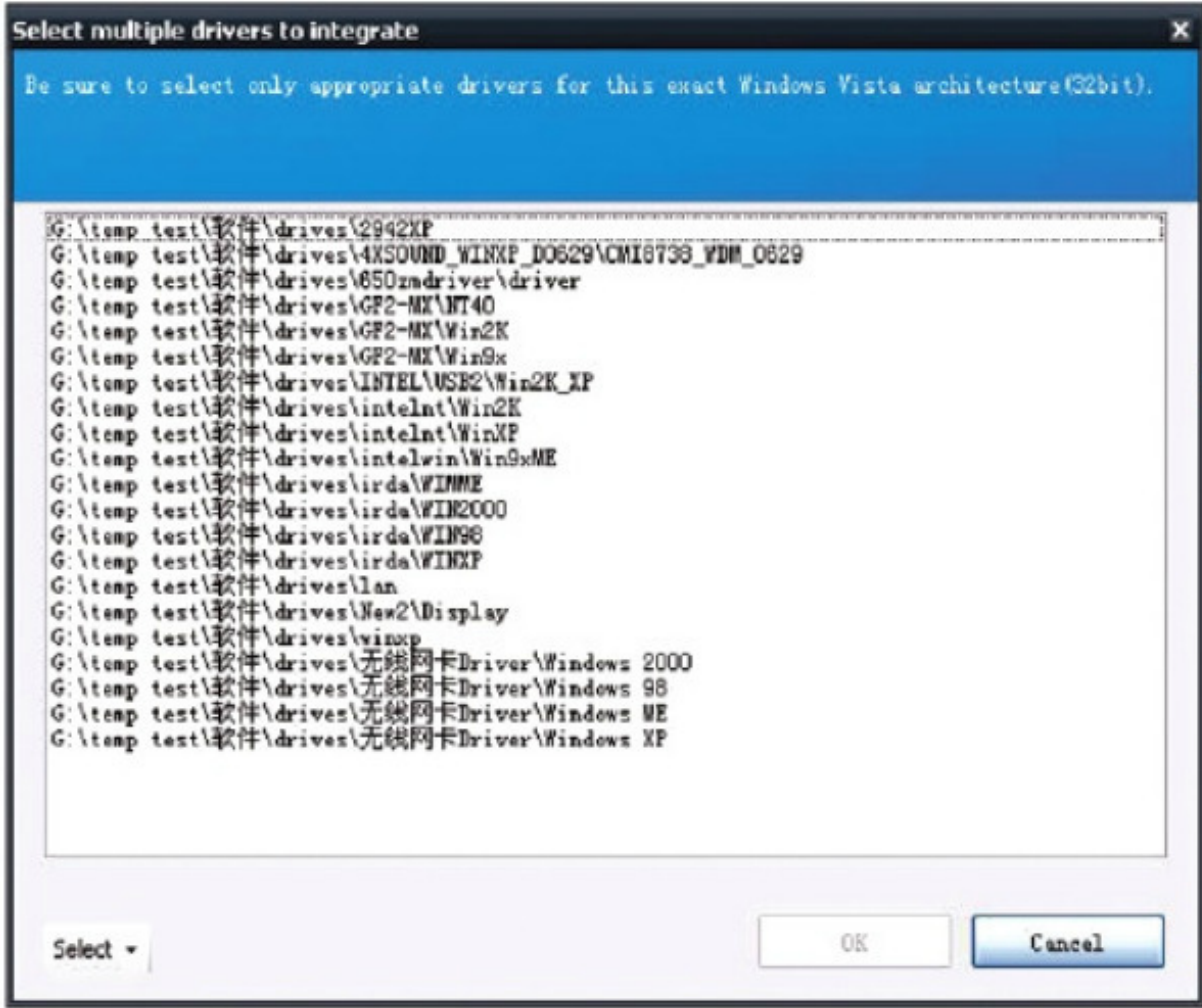 Select multiple drivers to integrate
Be sure to select only appropriate drivers for this exact Windows Vista architecture(32bit).
G:\temp test\软件\drives\2942XP
G:\temp test\软件\drives\4XSOUND_WINXP_D0629\CMI8738_WDM_0629
G:\temp test\软件\drives\650zmdriver\driver
G:\temp test\软件\drives\GF2-MX\NT40
G:\temp test\软件\drives\GF2-MX\Win2K
G:\temp test\软件\drives\GF2-MX\Win9x
G:\temp test\软件\drives\INTEL\USB2\Win2K_XP
G:\temp test\软件\drives\intelnt\Win2K
G:\temp test\软件\drives\intelnt\WinXP
G:\temp test\软件\drives\intelwin\Win9xME
G:\temp test\软件\drives\irda\WINME
G:\temp test\软件\drives\irda\WIN2000
G:\temp test\软件\drives\irda\WIN98
G:\temp test\软件\drives\irda\WINXP
G:\temp test\软件\drives\lan
G:\temp test\软件\drives\New2\Display
G:\temp test\软件\drives\winxp
G:\temp test\软件\drives\无线网卡Driver\Windows 2000
G:\temp test\软件\drives\无线网卡Driver\Windows 98
G:\temp test\软件\drives\无线网卡Driver\Windows ME
G:\temp test\软件\drives\无线网卡Driver\Windows XP
Select
OK
Cancel